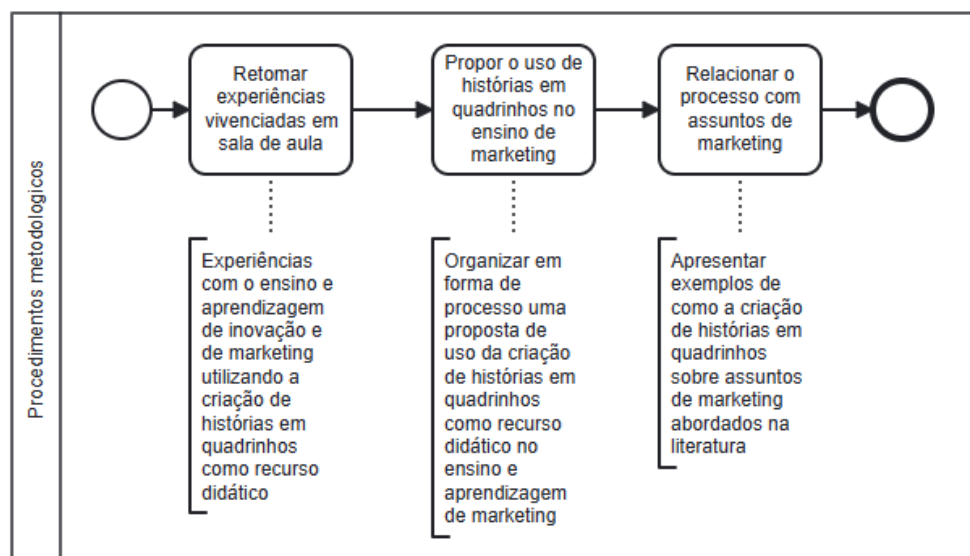 Procedimentos metodologicos
Retomar
experiências
vivenciadas em
sala de aula
Propor o uso de
histórias em
quadrinhos no
ensino de
marketing
Relacionar o
processo com
assuntos de
marketing
Experiências
com o ensino e
aprendizagem
de inovação e
de marketing
utilizando a
criação de
histórias em
quadrinhos
como recurso
didático
Organizar em
forma de
processo uma
proposta de
uso da criação
de histórias em
quadrinhos
como recurso
didático no
ensino e
aprendizagem
de marketing
Apresentar
exemplos de
como a criação
de histórias em
quadrinhos
sobre assuntos
de marketing
abordados na
literatura